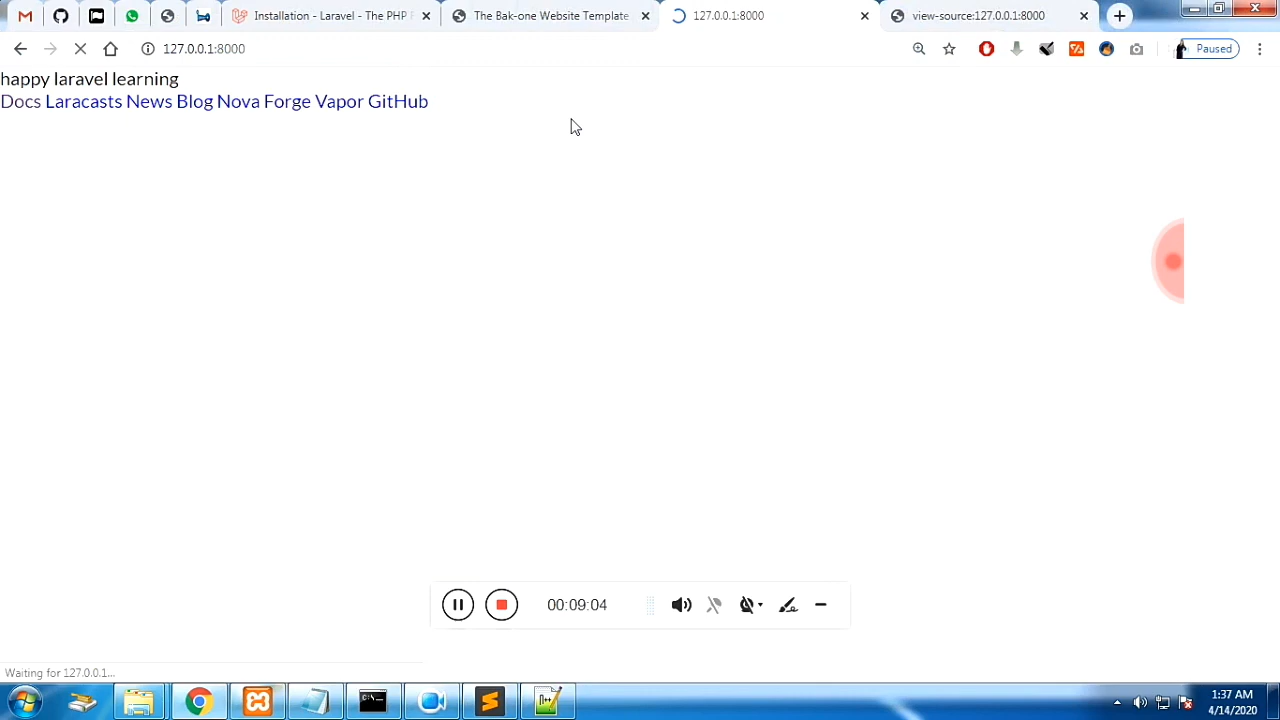 Installation - Laravel - The PHP F
The Bak-one Website Template
127.0.0.1:8000
view-source:127.0.0.1:8000
127.0.0.1:8000
Paused
happy laravel learning
Docs Laracasts News Blog Nova Forge Vapor GitHub
00:09:04
Waiting for 127.0.0.1...
1:37 AM
4/14/2020